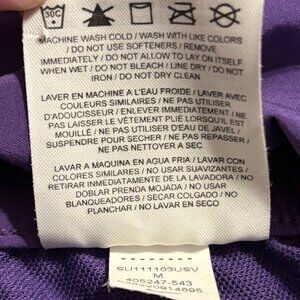 30C
MACHINE WASH COLD / WASH WITH LIKE COLORS
/ DO NOT USE SOFTENERS / REMOVE
IMMEDIATELY / DO NOT ALLOW TO LAY ON ITSELF
WHEN WET / DO NOT BLEACH / LINE DRY / DO NOT
IRON / DO NOT DRY CLEAN
LAVER EN MACHINE A L'EAU FROIDE / LAVER AVEC
COULEURS SIMILAIRES / NE PAS UTILISER
D'ADOUCISSEUR / ENLEVER IMMEDIATEMENT / NE
PAS LAISSER LE VÊTEMENT PLIÉ LORSQU'IL EST
MOUILLÉ / NE PAS UTILISER D'EAU DE JAVEL /
SUSPENDRE POUR SECHER / NE PAS REPASSER /
NE PAS NETTOYER A SEC
LAVAR A MAQUINA EN AGUA FRIA / LAVAR CON
COLORES SIMILARES / NO USAR SUAVIZANTES /
RETIRAR INMEDIATAMENTE DE LA LAVADORA / NO
DOBLAR PRENDA MOJADA / NO USAR
BLANQUEADORES / SECAR COLGADO / NO
PLANCHAR / NO LAVAR EN SECO
SU111103USV
M
405247-543